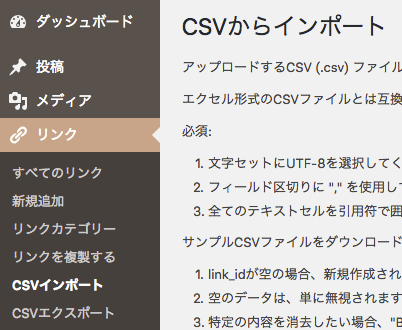 ダッシュボード
投稿
メディア
リンク
すべてのリンク
新規追加
リンクカテゴリー
リンクを複製する
CSVインポート
CSVエクスポート
CSVからインポート
アップロードするCSV (.csv) ファイル
エクセル形式のCSVファイルとは互換
必須:
1. 文字セットにUTF-8を選択してく
2. フィールド区切りに "," を使用して
3. 全てのテキストセルを引用符で囲
サンプルCSVファイルをダウンロード
1. link_idが空の場合、新規作成され
2. 空のデータは、単に無視されます
3. 特定の内容を消去したい場合、"B